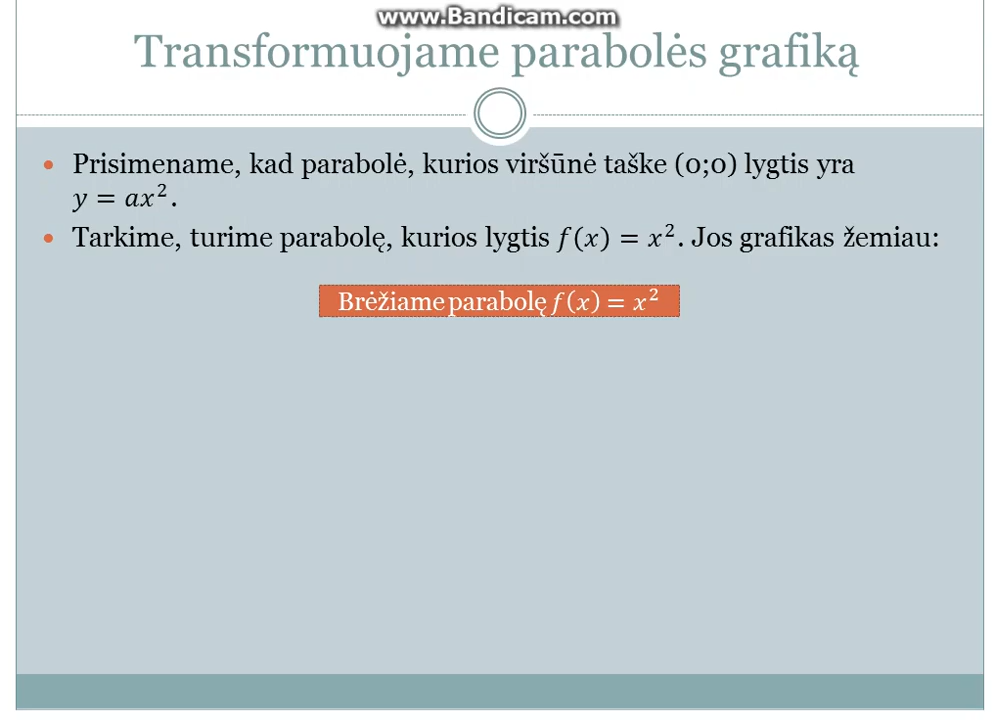 www.Bandicam.com
Transformuojame parabolės grafiką
Prisimename, kad parabolė, kurios viršūnė taške (0;0) lygtis yra
y = ax².
Tarkime, turime parabolę, kurios lygtis f(x) = x². Jos grafikas žemiau:
Brėžiame parabolę f(x) = x²